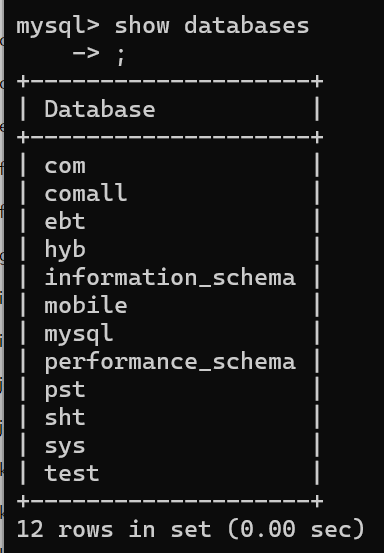 mysql> show databases
    -> ;
+--------------------+
| Database           |
+--------------------+
| com                |
| comall             |
| ebt                |
| hyb                |
| information_schema |
| mobile             |
| mysql              |
| performance_schema |
| pst                |
| sht                |
| sys                |
| test               |
+--------------------+
12 rows in set (0.00 sec)